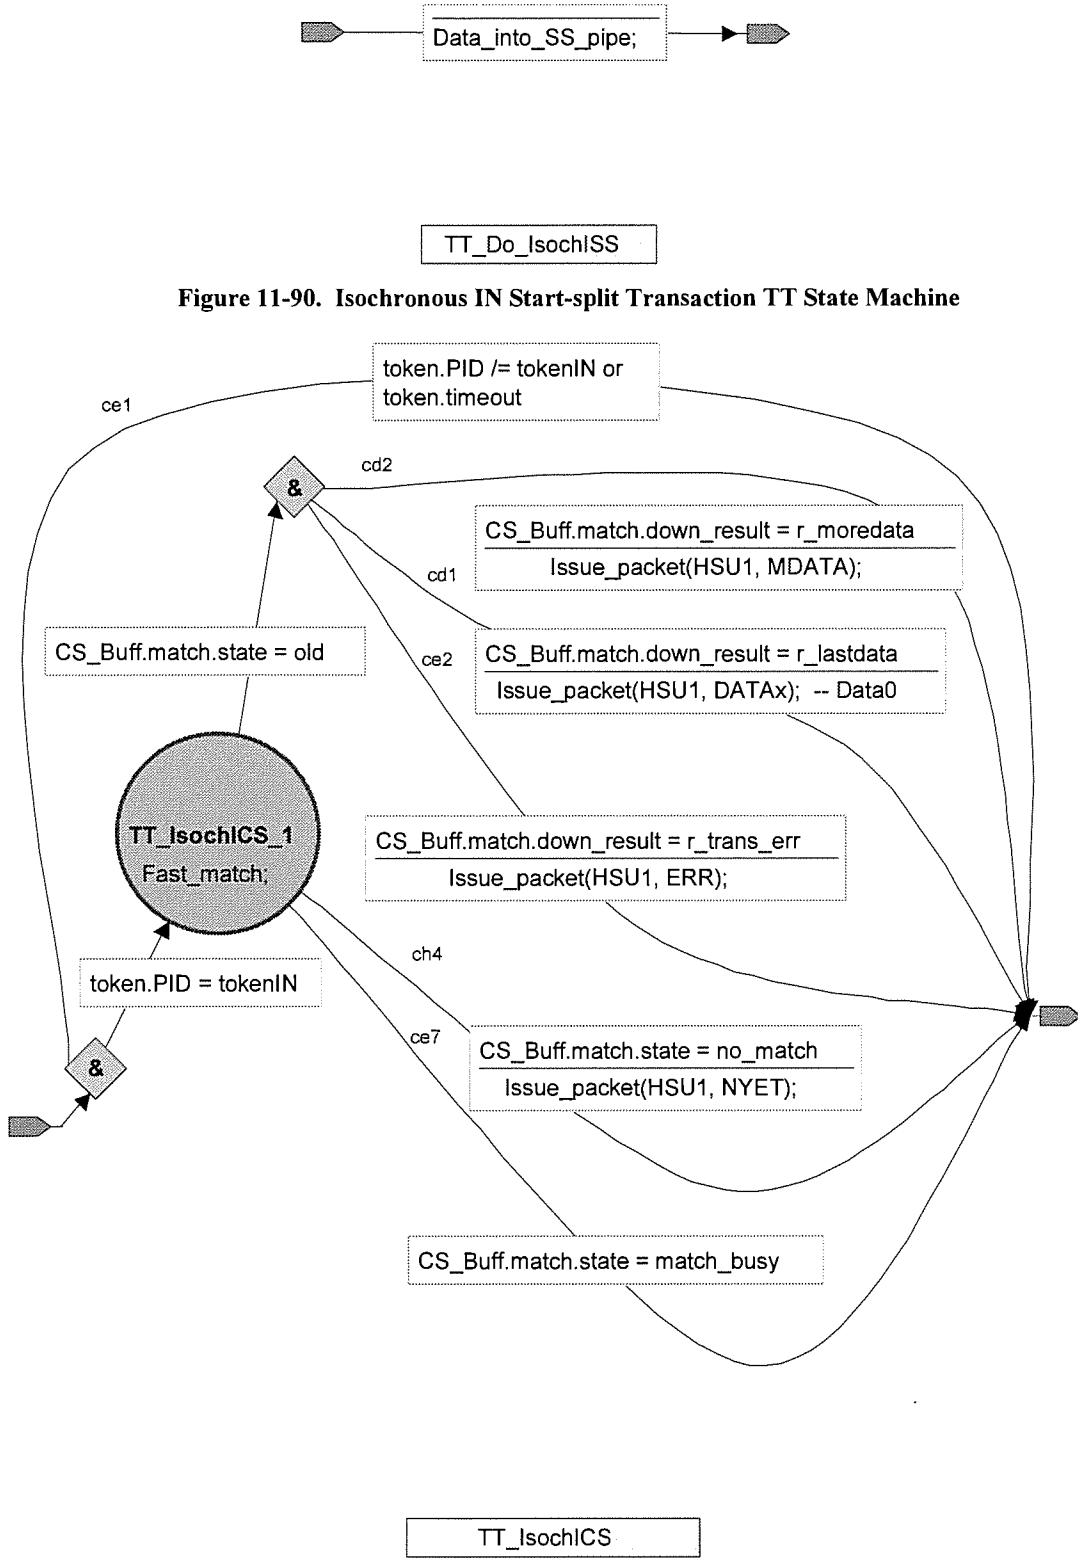 Data_into_SS_pipe;
TT_Do_IsochISS
Figure 11-90. Isochronous IN Start-split Transaction TT State Machine
token.PID /= tokenIN or
token.timeout
ce1
cd2
&
CS_Buff.match.down_result = r_moredata
Issue_packet(HSU1, MDATA);
cd1
CS_Buff.match.state = old
ce2
CS_Buff.match.down_result = r_lastdata
Issue_packet(HSU1, DATAx); -- Data0
TT_IsochICS_1
Fast_match;
CS_Buff.match.down_result = r_trans_err
Issue_packet(HSU1, ERR);
ch4
token.PID = tokenIN
ce7
CS_Buff.match.state = no_match
Issue_packet(HSU1, NYET);
&
CS_Buff.match.state = match_busy
TT_IsochICS